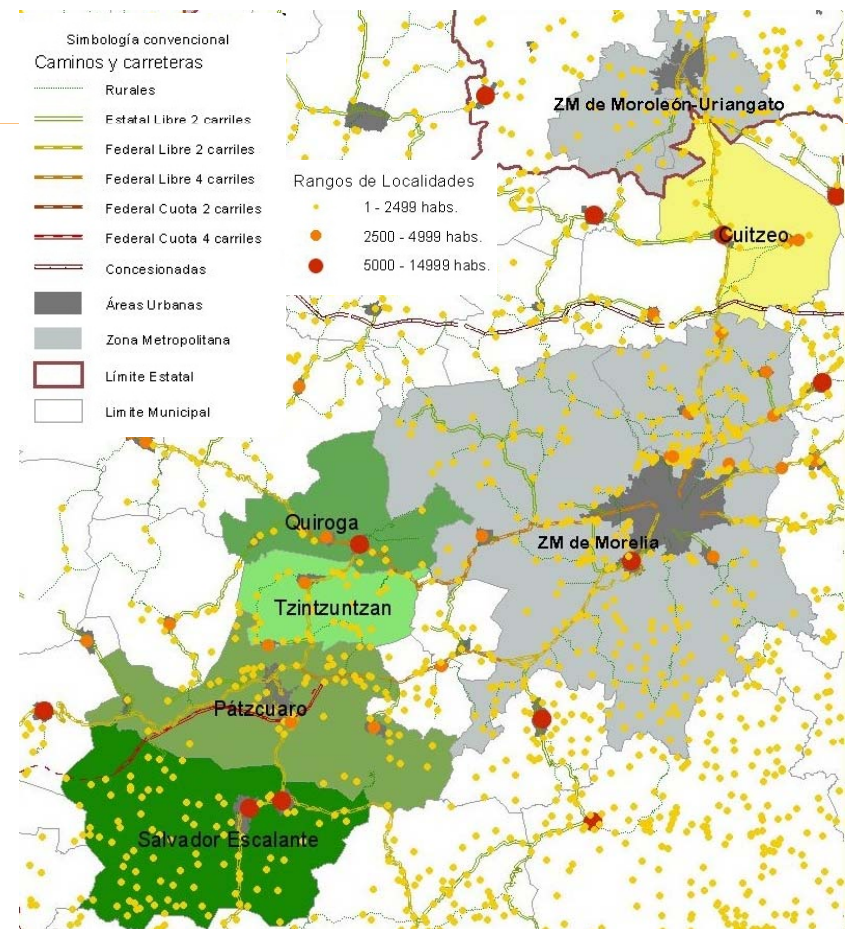 Simbología convencional
Caminos y carreteras
Rurales
Estatal Libre 2 carriles
Federal Libre 2 carriles
Federal Libre 4 carriles
Federal Cuota 2 carriles
Federal Cuota 4 carriles
Concesionadas
Áreas Urbanas
Zona Metropolitana
Límite Estatal
Limite Municipal
Rangos de Localidades
1 - 2499 habs.
2500 - 4999 habs.
5000 - 14999 habs.
ZM de Moroleón-Uriangato
Cuitzeo
Quiroga
ZM de Morelia
Tzintzuntzan
Pátzcuaro
Salvador Escalante